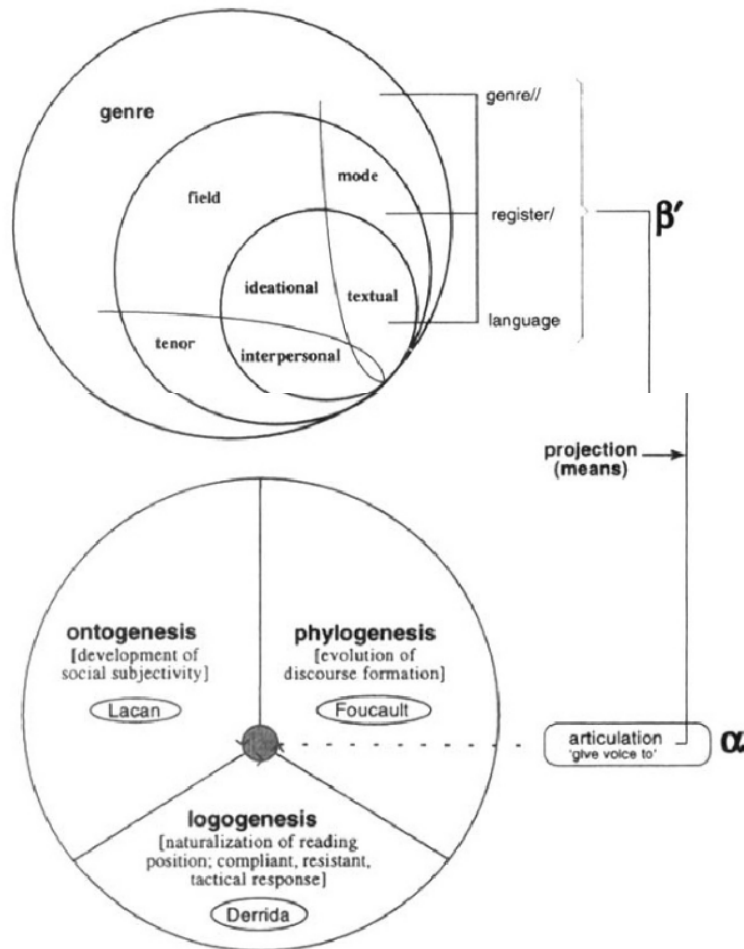 genre
genre//
mode
field
register/
β′
ideational
textual
language
tenor
interpersonal
projection
(means)
ontogenesis
[development of
social subjectivity]
Lacan
phylogenesis
[evolution of
discourse formation]
Foucault
articulation
'give voice to'
α
logogenesis
[naturalization of reading
position; compliant, resistant,
tactical response]
Derrida